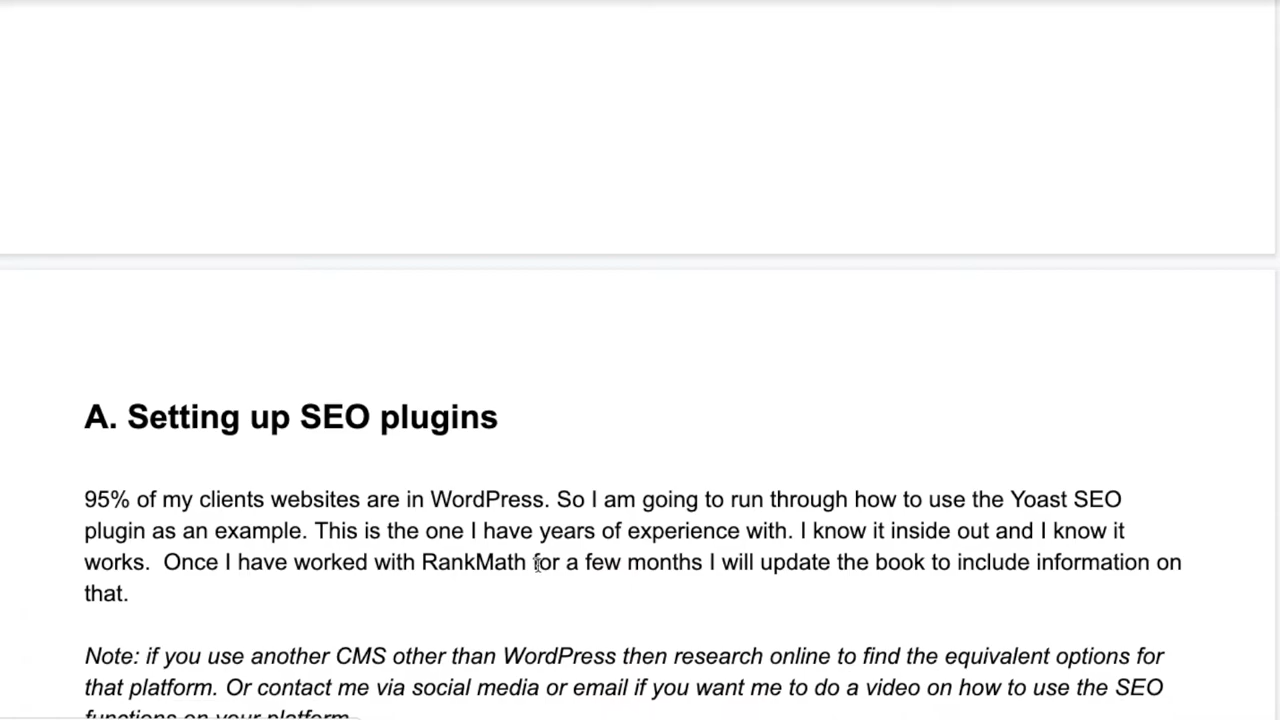 A. Setting up SEO plugins
95% of my clients websites are in WordPress. So I am going to run through how to use the Yoast SEO
plugin as an example. This is the one I have years of experience with. I know it inside out and I know it
works.  Once I have worked with RankMath for a few months I will update the book to include information on
that.
Note: if you use another CMS other than WordPress then research online to find the equivalent options for
that platform. Or contact me via social media or email if you want me to do a video on how to use the SEO
functions on your platform.